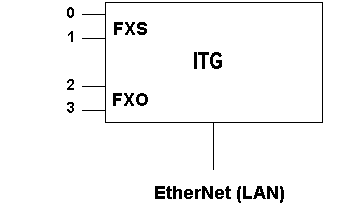 0
1
FXS
ITG
2
3
FXO
EtherNet (LAN)